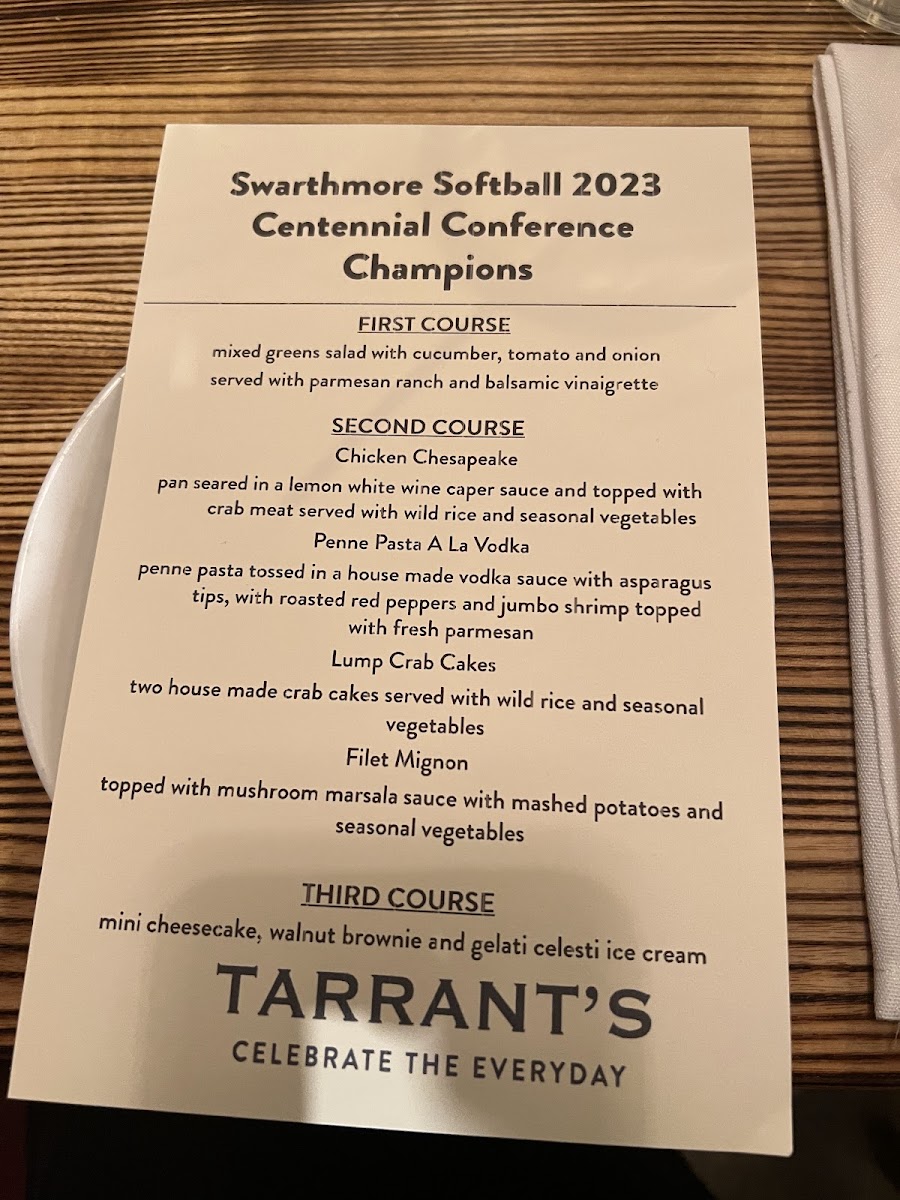 Swarthmore Softball 2023
Centennial Conference
Champions
FIRST COURSE
mixed greens salad with cucumber, tomato and onion
served with parmesan ranch and balsamic vinaigrette
SECOND COURSE
Chicken Chesapeake
pan seared in a lemon white wine caper sauce and topped with
crab meat served with wild rice and seasonal vegetables
Penne Pasta A La Vodka
penne pasta tossed in a house made vodka sauce with asparagus
tips, with roasted red peppers and jumbo shrimp topped
with fresh parmesan
Lump Crab Cakes
two house made crab cakes served with wild rice and seasonal
vegetables
Filet Mignon
topped with mushroom marsala sauce with mashed potatoes and
seasonal vegetables
THIRD COURSE
mini cheesecake, walnut brownie and gelati celesti ice cream
TARRANT'S
CELEBRATE THE EVERYDAY